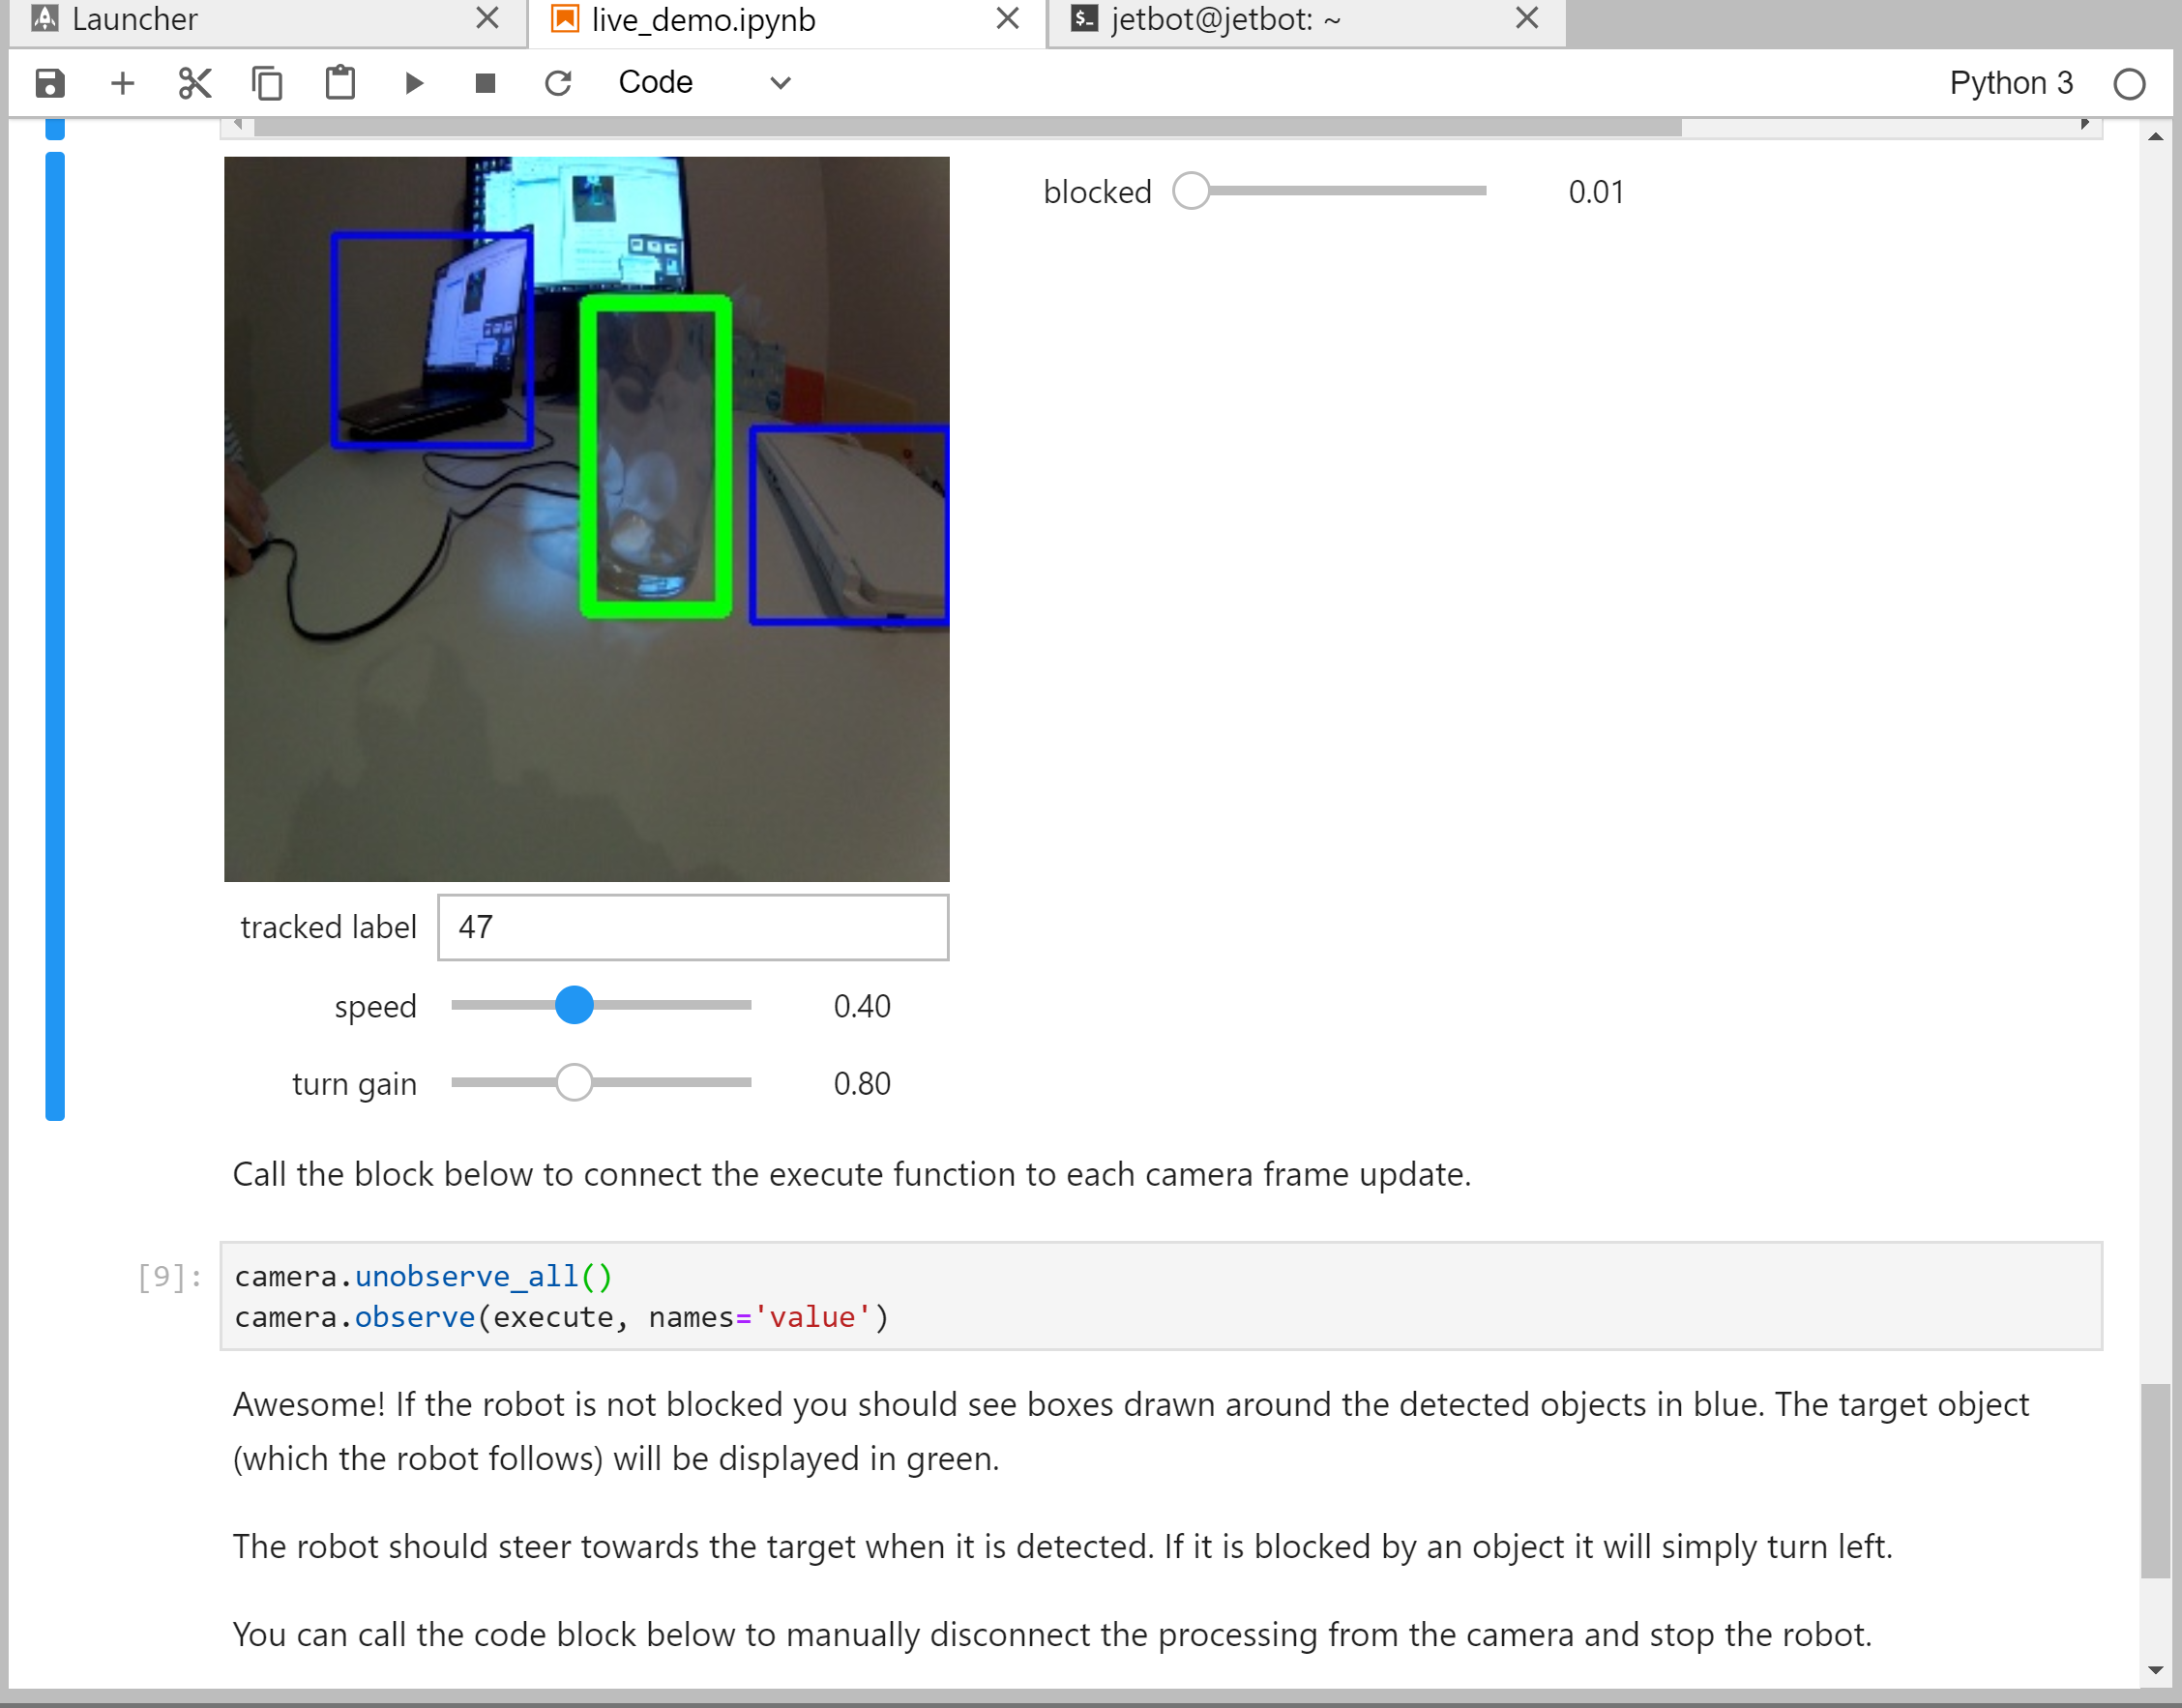 Launcher
live_demo.ipynb
jetbot@jetbot: ~
Code
Python 3
blocked 0.01
tracked label 47
speed 0.40
turn gain 0.80
Call the block below to connect the execute function to each camera frame update.
[9]:
camera.unobserve_all()
camera.observe(execute, names='value')
Awesome! If the robot is not blocked you should see boxes drawn around the detected objects in blue. The target object
(which the robot follows) will be displayed in green.
The robot should steer towards the target when it is detected. If it is blocked by an object it will simply turn left.
You can call the code block below to manually disconnect the processing from the camera and stop the robot.